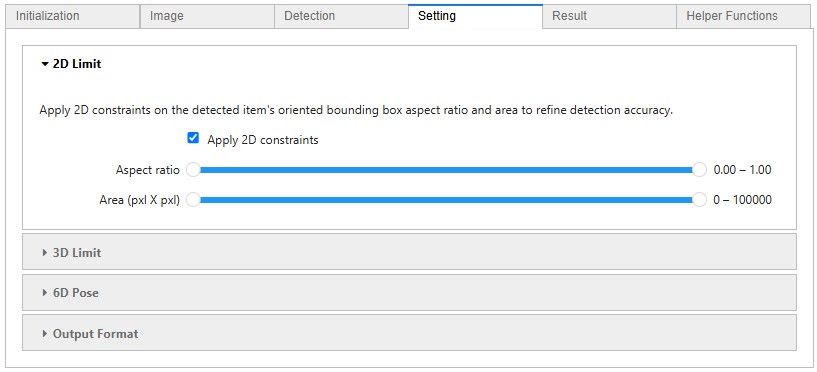 Initialization Image Detection Setting Result Helper Functions
2D Limit
Apply 2D constraints on the detected item's oriented bounding box aspect ratio and area to refine detection accuracy.
Apply 2D constraints
Aspect ratio 0.00 – 1.00
Area (pxl X pxl) 0 – 100000
3D Limit
6D Pose
Output Format